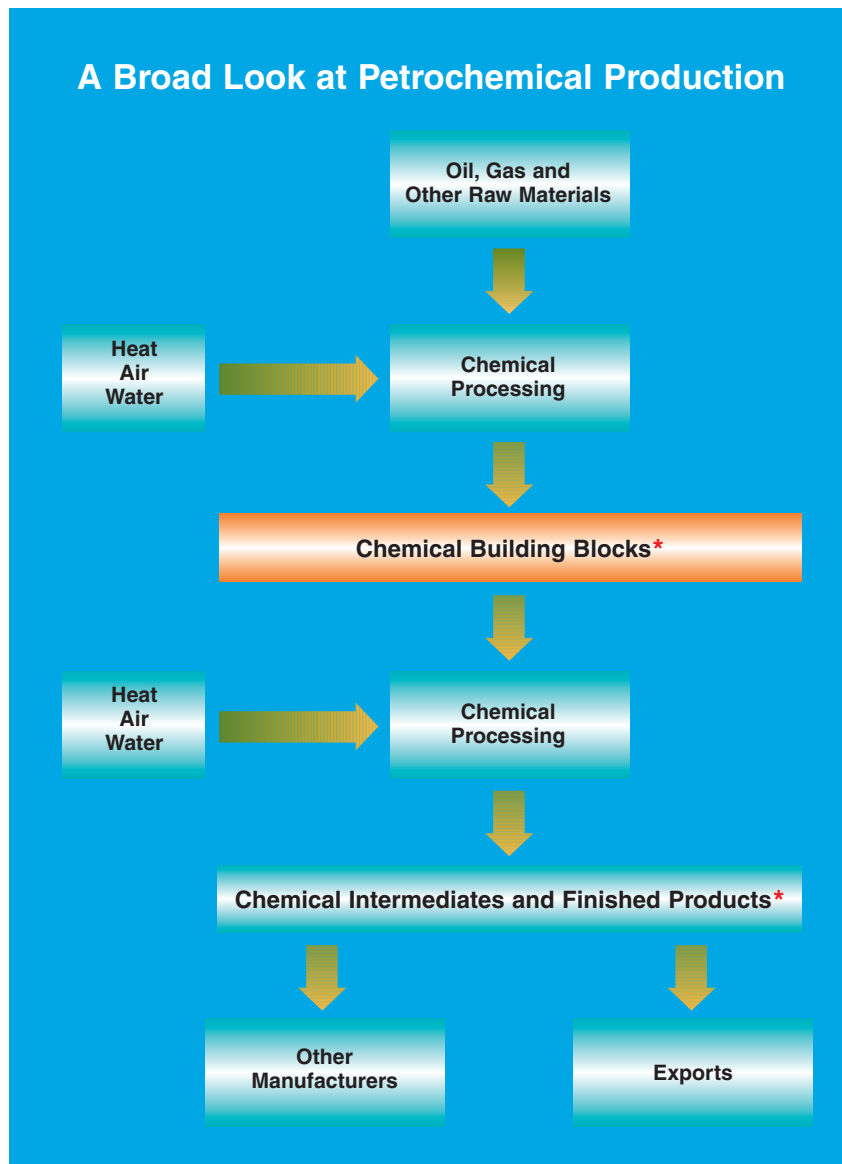 A Broad Look at Petrochemical Production
Oil, Gas and
Other Raw Materials
Heat
Air
Water
Chemical
Processing
Chemical Building Blocks*
Heat
Air
Water
Chemical
Processing
Chemical Intermediates and Finished Products*
Other
Manufacturers
Exports